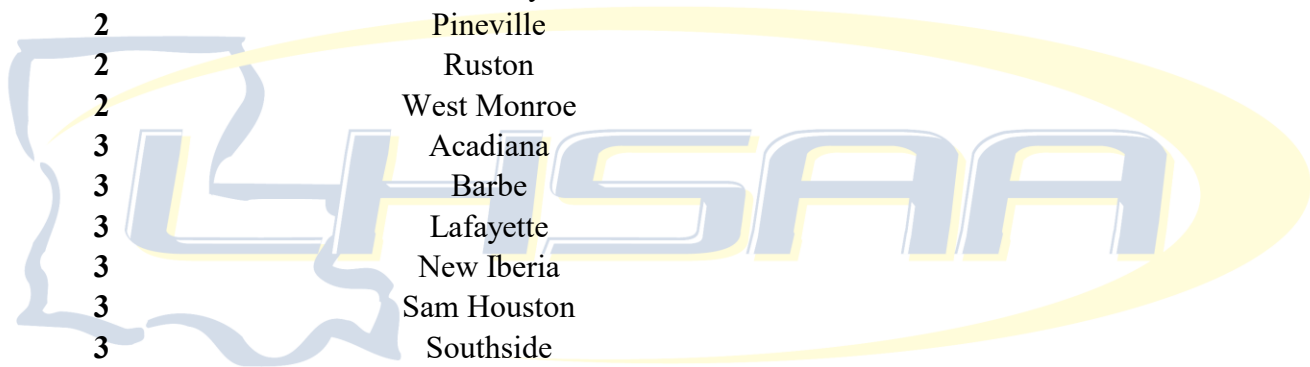 2 Pineville
2 Ruston
2 West Monroe
3 Acadiana
3 Barbe
3 Lafayette
3 New Iberia
3 Sam Houston
3 Southside
LHSAA